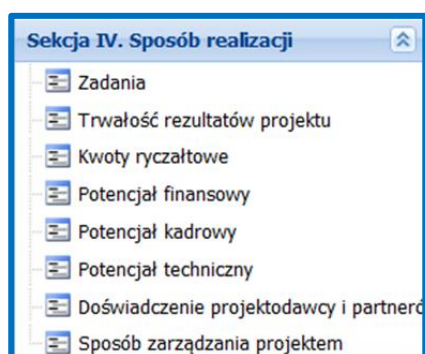 Sekcja IV. Sposób realizacji
Zadania
Trwałość rezultatów projektu
Kwoty ryczałtowe
Potencjał finansowy
Potencjał kadrowy
Potencjał techniczny
Doświadczenie projektodawcy i
Sposób zarządzania projektem